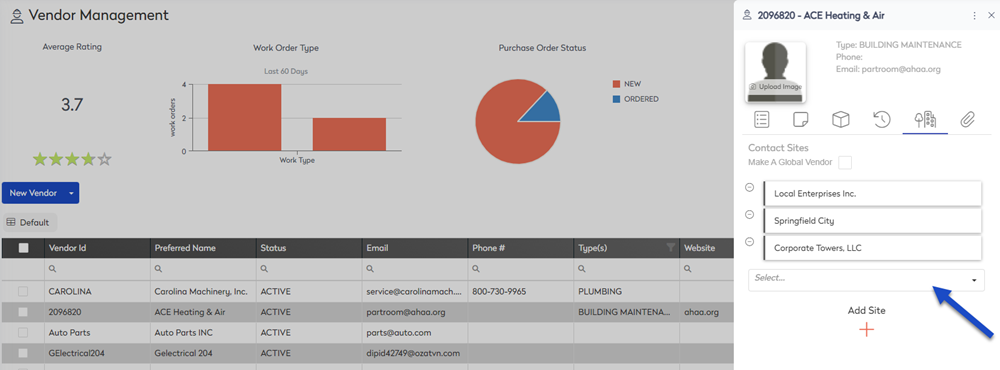 Vendor Management
Average Rating
3.7
Work Order Type
Last 60 Days
work orders
4
2
0
Work Type
Purchase Order Status
NEW
ORDERED
New Vendor
Default
Vendor Id Preferred Name Status Email Phone # Type(s) Website
CAROLINA Carolina Machinery, Inc. ACTIVE service@carolinamach.... 800-730-9965 PLUMBING
2096820 ACE Heating & Air ACTIVE partroom@ahaa.org BUILDING MAINTENA... ahaa.org
Auto Parts Auto Parts INC ACTIVE parts@auto.com
GElectrical204 Gelectrical 204 ACTIVE dipid42749@ozatvn.com
2096820 - ACE Heating & Air
Upload Image
Type: BUILDING MAINTENANCE
Phone:
Email: partroom@ahaa.org
Contact Sites
Make A Global Vendor
Local Enterprises Inc.
Springfield City
Corporate Towers, LLC
Select...
Add Site